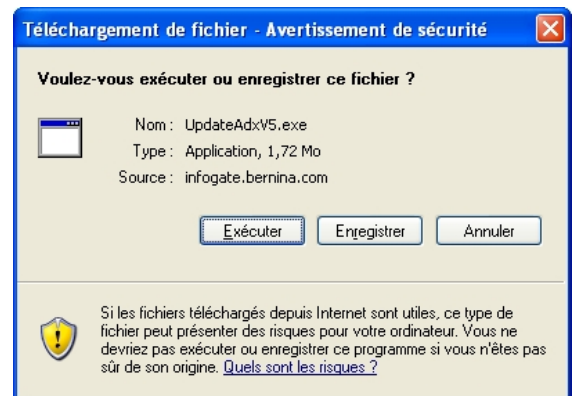 Téléchargement de fichier - Avertissement de sécurité
Voulez-vous exécuter ou enregistrer ce fichier ?
Nom : UpdateAdxV5.exe
Type : Application, 1,72 Mo
Source : infogate.bernina.com
Exécuter Enregistrer Annuler
Si les fichiers téléchargés depuis Internet sont utiles, ce type de
fichier peut présenter des risques pour votre ordinateur. Vous ne
devriez pas exécuter ou enregistrer ce programme si vous n'êtes pas
sûr de son origine. Quels sont les risques ?